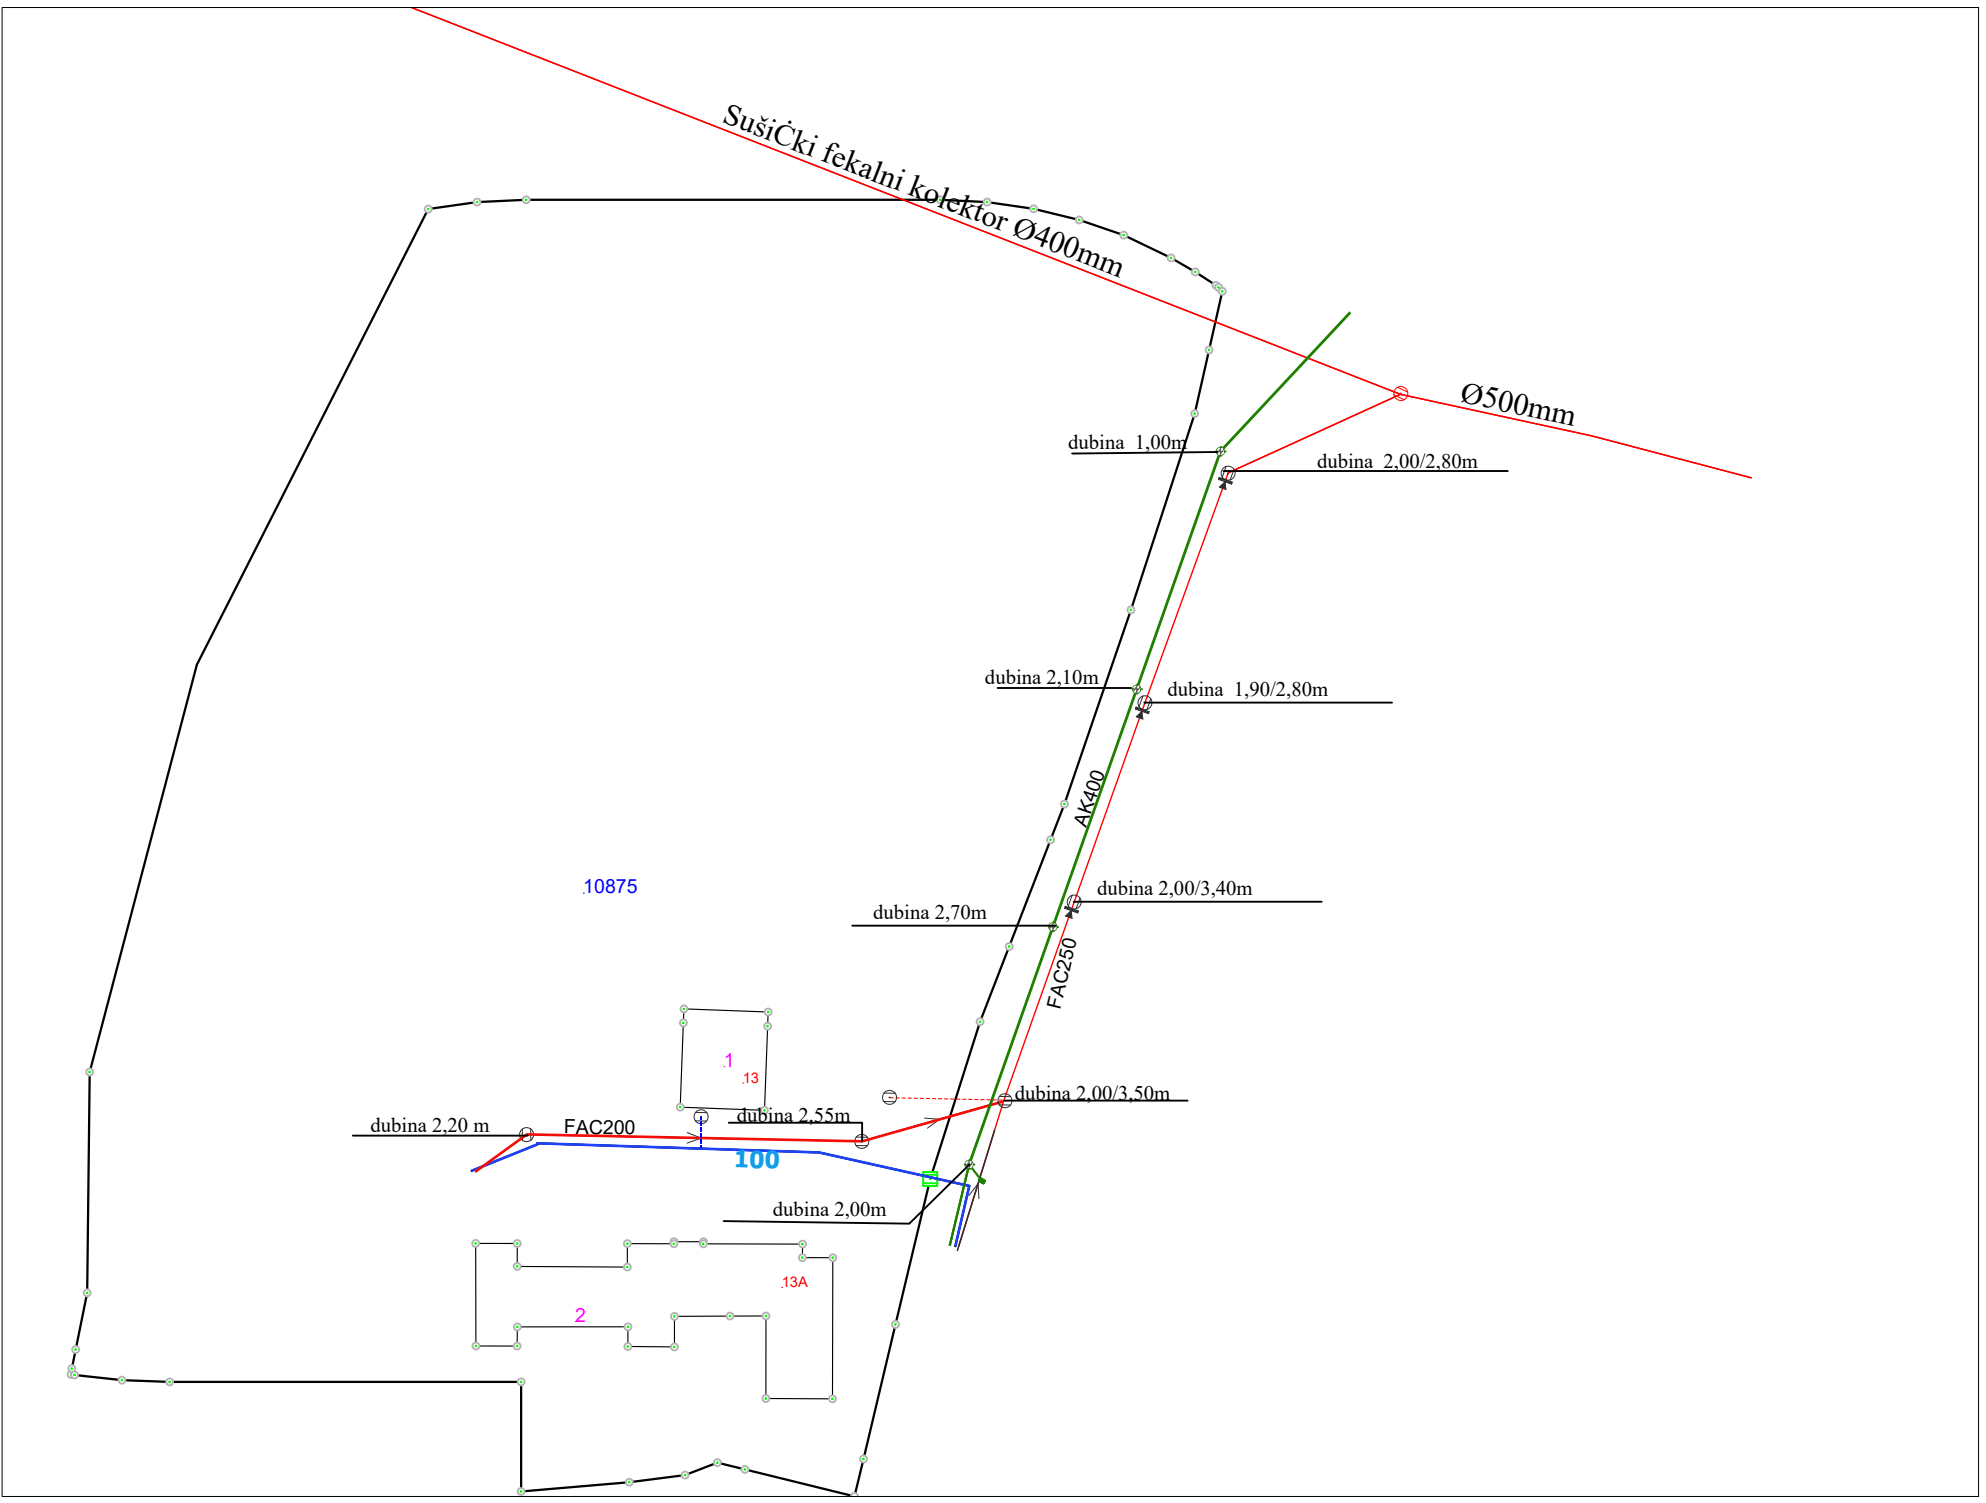 SušiĊki fekalni kolektor Ø400mm
Ø500mm
dubina  1,00m
dubina  2,00/2,80m
dubina 2,10m
dubina  1,90/2,80m
AK400
.10875
dubina 2,00/3,40m
dubina 2,70m
FAC250
.1
.13
dubina 2,00/3,50m
dubina 2,55m
dubina 2,20 m
FAC200
100
dubina 2,00m
.13A
2